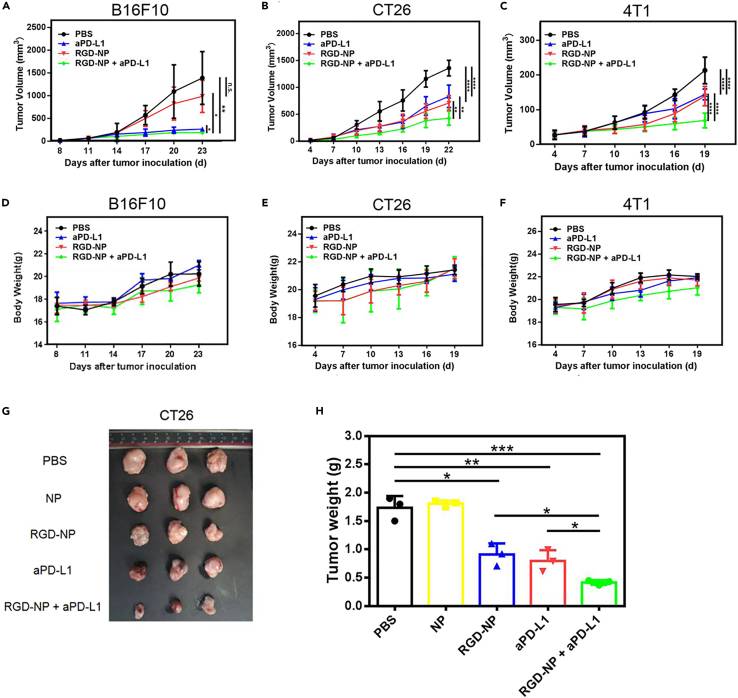 A
B16F10
Tumor Volume (mm³)
2500
2000
1500
1000
500
0
PBS
aPD-L1
RGD-NP
RGD-NP + aPD-L1
n.s
*
**
*
8 11 14 17 20 23
Days after tumor inoculation (d)
B
CT26
Tumor Volume (mm³)
2000
1500
1000
500
0
PBS
aPD-L1
RGD-NP
RGD-NP + aPD-L1
****
****
**
**
4 7 10 13 16 19 22
Days after tumor inoculation (d)
C
4T1
Tumor Volume (mm³)
400
300
200
100
0
PBS
aPD-L1
RGD-NP
RGD-NP + aPD-L1
****
****
****
4 7 10 13 16 19
Days after tumor inoculation (d)
D
B16F10
Body Weight(g)
24
22
20
18
16
14
PBS
aPD-L1
RGD-NP
RGD-NP + aPD-L1
8 11 14 17 20 23
Days after tumor inoculation
E
CT26
Body Weight(g)
26
24
22
20
18
16
PBS
aPD-L1
RGD-NP
RGD-NP + aPD-L1
4 7 10 13 16 19
Days after tumor inoculation (d)
F
4T1
Body Weight(g)
26
24
22
20
18
16
PBS
aPD-L1
RGD-NP
RGD-NP + aPD-L1
4 7 10 13 16 19
Days after tumor inoculation (d)
G
CT26
PBS
NP
RGD-NP
aPD-L1
RGD-NP + aPD-L1
H
Tumor weight (g)
3.0
2.5
2.0
1.5
1.0
0.5
0.0
***
**
*
*
*
PBS
NP
RGD-NP
aPD-L1
RGD-NP + aPD-L1